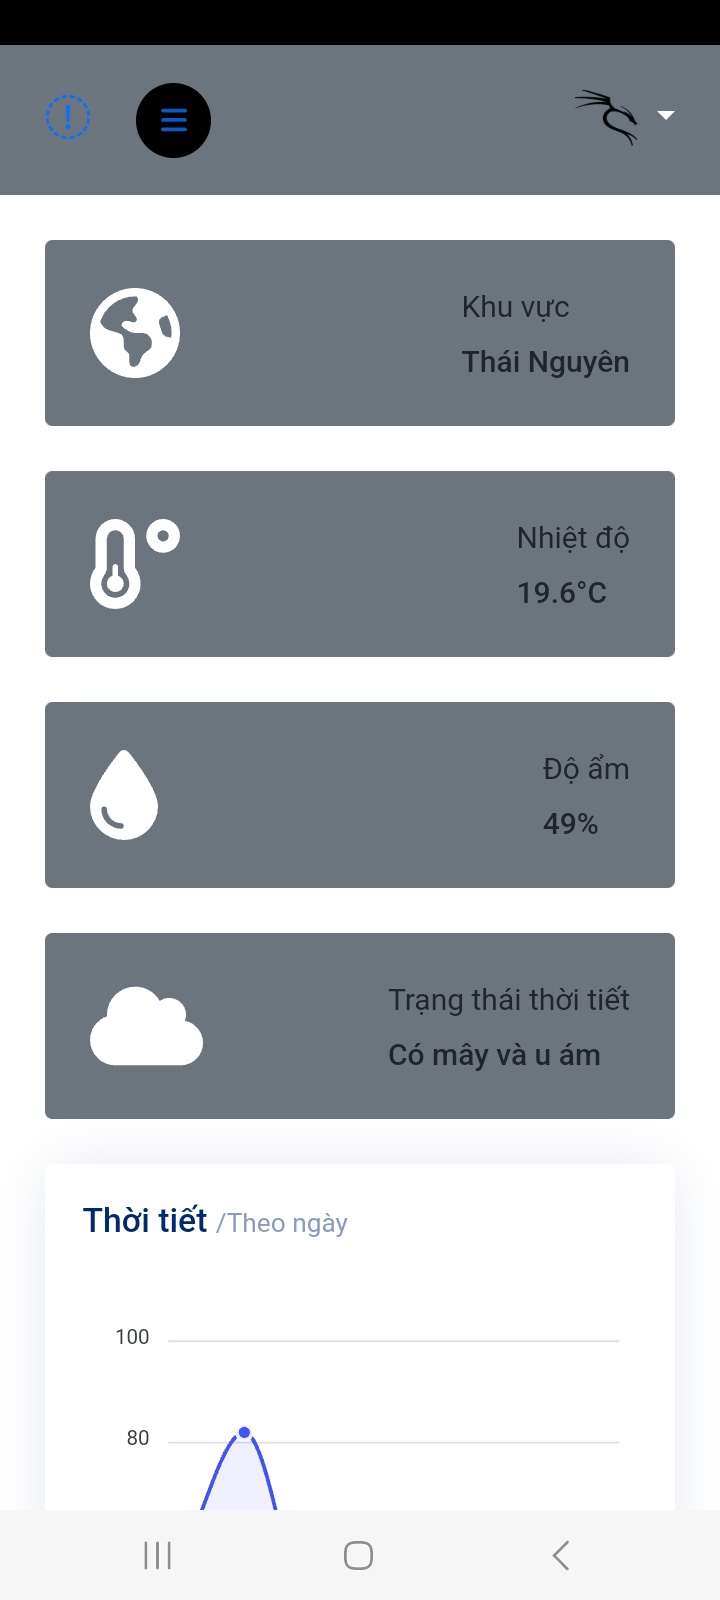 Khu vực
Thái Nguyên
Nhiệt độ
19.6°C
Độ ẩm
49%
Trạng thái thời tiết
Có mây và u ám
Thời tiết /Theo ngày
100
80